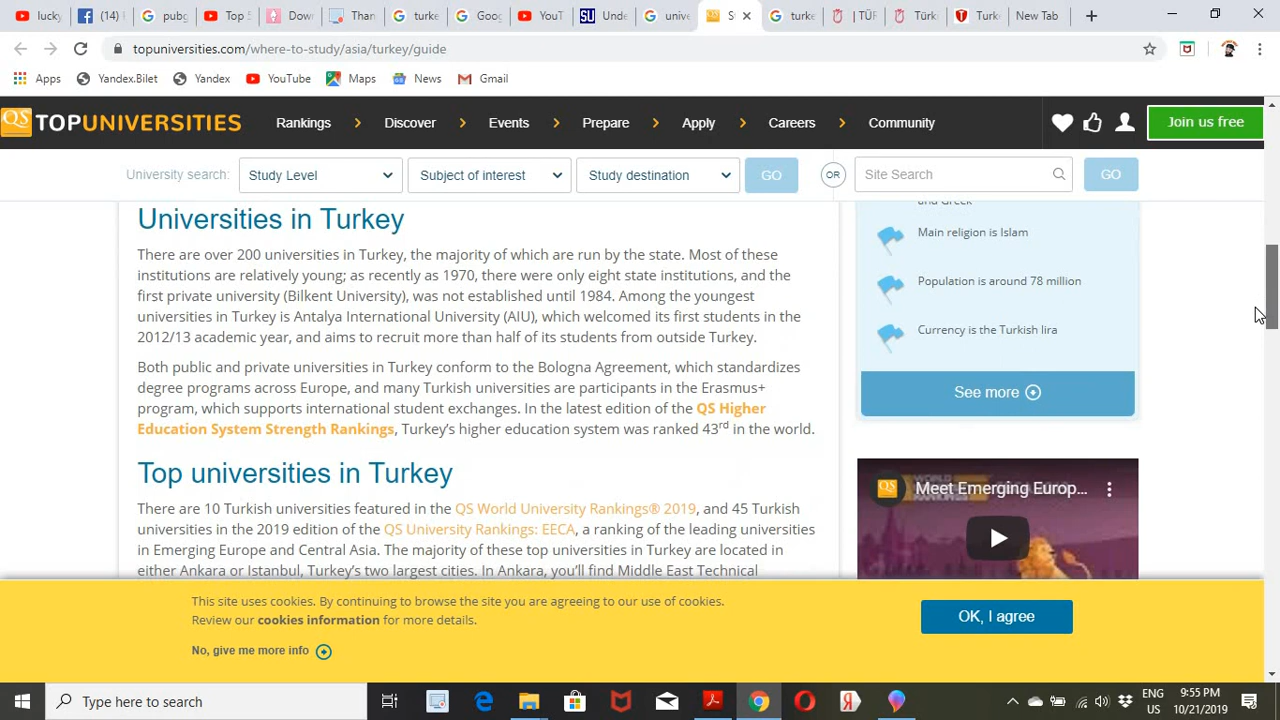 lucky
(14)
pubg
Top 5
Down
Than
turke
Goog
YouT
SU
Unde
unive
S
turke
| TÜR
Türk
Turk
New Tab
topuniversities.com/where-to-study/asia/turkey/guide
Apps
Yandex.Bilet
Yandex
YouTube
Maps
News
Gmail
QS TOPUNIVERSITIES
Rankings
Discover
Events
Prepare
Apply
Careers
Community
Join us free
University search:
Study Level
Subject of interest
Study destination
GO
OR
Site Search
GO
Universities in Turkey
There are over 200 universities in Turkey, the majority of which are run by the state. Most of these
institutions are relatively young; as recently as 1970, there were only eight state institutions, and the
first private university (Bilkent University), was not established until 1984. Among the youngest
universities in Turkey is Antalya International University (AIU), which welcomed its first students in the
2012/13 academic year, and aims to recruit more than half of its students from outside Turkey.
Both public and private universities in Turkey conform to the Bologna Agreement, which standardizes
degree programs across Europe, and many Turkish universities are participants in the Erasmus+
program, which supports international student exchanges. In the latest edition of the QS Higher
Education System Strength Rankings, Turkey's higher education system was ranked 43rd in the world.
Top universities in Turkey
There are 10 Turkish universities featured in the QS World University Rankings® 2019, and 45 Turkish
universities in the 2019 edition of the QS University Rankings: EECA, a ranking of the leading universities
in Emerging Europe and Central Asia. The majority of these top universities in Turkey are located in
either Ankara or Istanbul, Turkey's two largest cities. In Ankara, you'll find Middle East Technical
and Greek
Main religion is Islam
Population is around 78 million
Currency is the Turkish lira
See more
QS
Meet Emerging Europ...
This site uses cookies. By continuing to browse the site you are agreeing to our use of cookies.
Review our cookies information for more details.
No, give me more info
OK, I agree
Type here to search
ENG
US
9:55 PM
10/21/2019